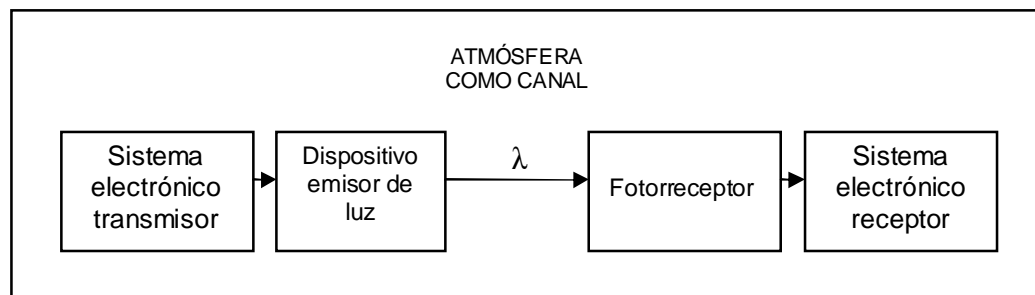 ATMÓSFERA
COMO CANAL
Sistema
electrónico
transmisor
Dispositivo
emisor de
luz
λ
Fotorreceptor
Sistema
electrónico
receptor